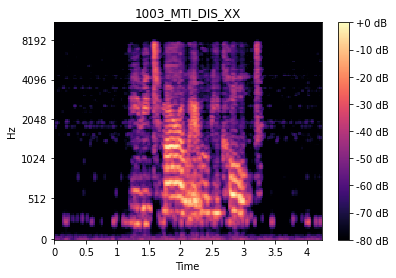 1003_MTI_DIS_XX
Hz
8192
4096
2048
1024
512
0
0 0.5 1 1.5 2 2.5 3 3.5 4
Time
+0 dB
-10 dB
-20 dB
-30 dB
-40 dB
-50 dB
-60 dB
-70 dB
-80 dB